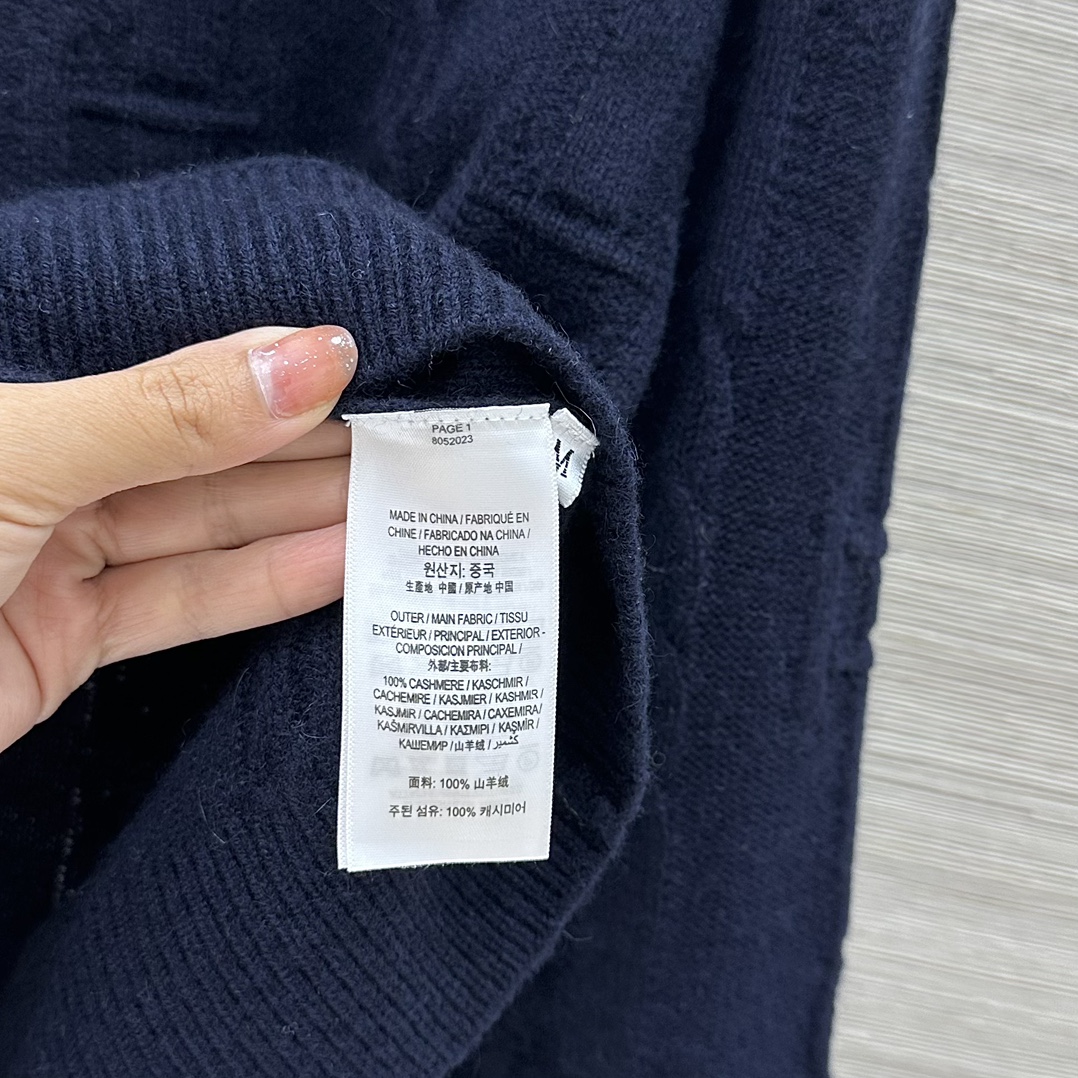 PAGE 1
8052023
M
MADE IN CHINA / FABRIQUÉ EN
CHINE / FABRICADO NA CHINA /
HECHO EN CHINA
원산지: 중국
生產地 中國 / 原产地 中国
OUTER / MAIN FABRIC / TISSU
EXTÉRIEUR / PRINCIPAL / EXTERIOR -
COMPOSICION PRINCIPAL /
外部/主要布料:
100% CASHMERE / KASCHMIR /
CACHEMIRE / KASJMIER / KASHMIR /
KASJMIR / CACHEMIRA / CAXEMIRA /
KAŠMIRVILLA / ΚΑΣΜΙΡΙ / KAŞMİR /
КАШЕМИР / 山羊绒 / كشمير
面料: 100% 山羊绒
주된 섬유: 100% 캐시미어